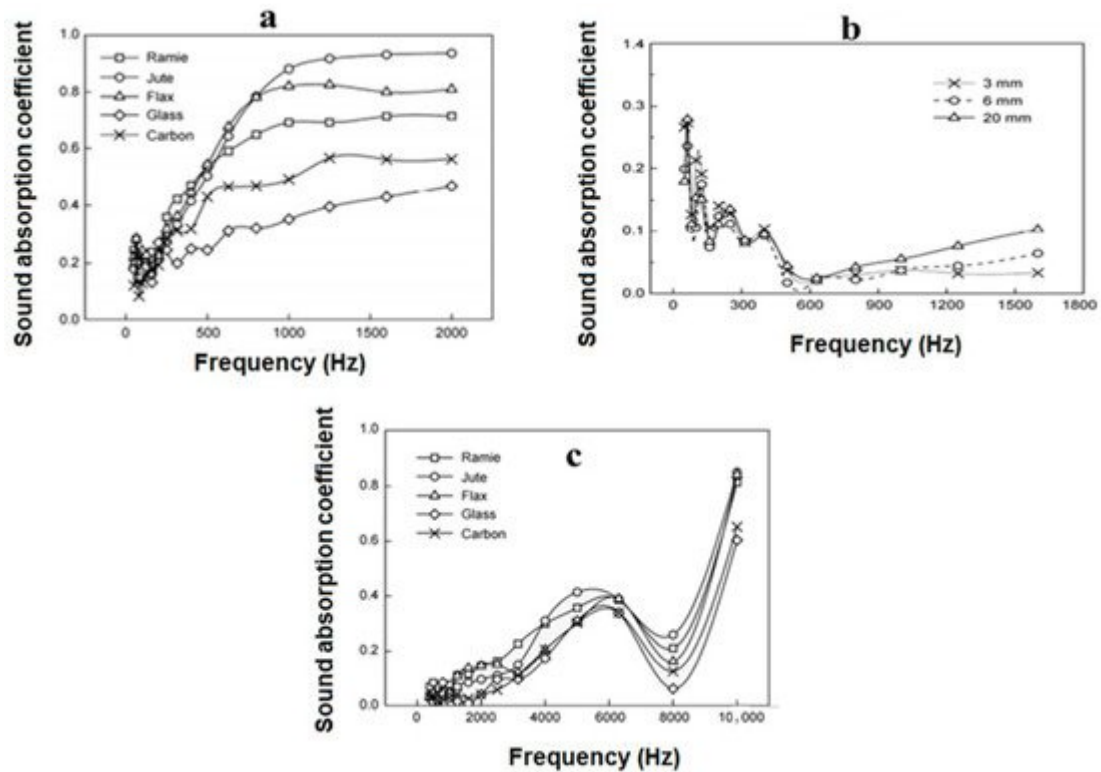 a
Sound absorption coefficient
1.0
0.8
0.6
0.4
0.2
0.0
Ramie
Jute
Flax
Glass
Carbon
0 500 1000 1500 2000
Frequency (Hz)
b
Sound absorption coefficient
1.4
0.3
0.2
0.1
0.0
3 mm
6 mm
20 mm
0 300 600 900 1200 1500 1800
Frequency (Hz)
c
Sound absorption coefficient
1.0
0.8
0.6
0.4
0.2
0.0
Ramie
Jute
Flax
Glass
Carbon
0 2000 4000 6000 8000 10,000
Frequency (Hz)